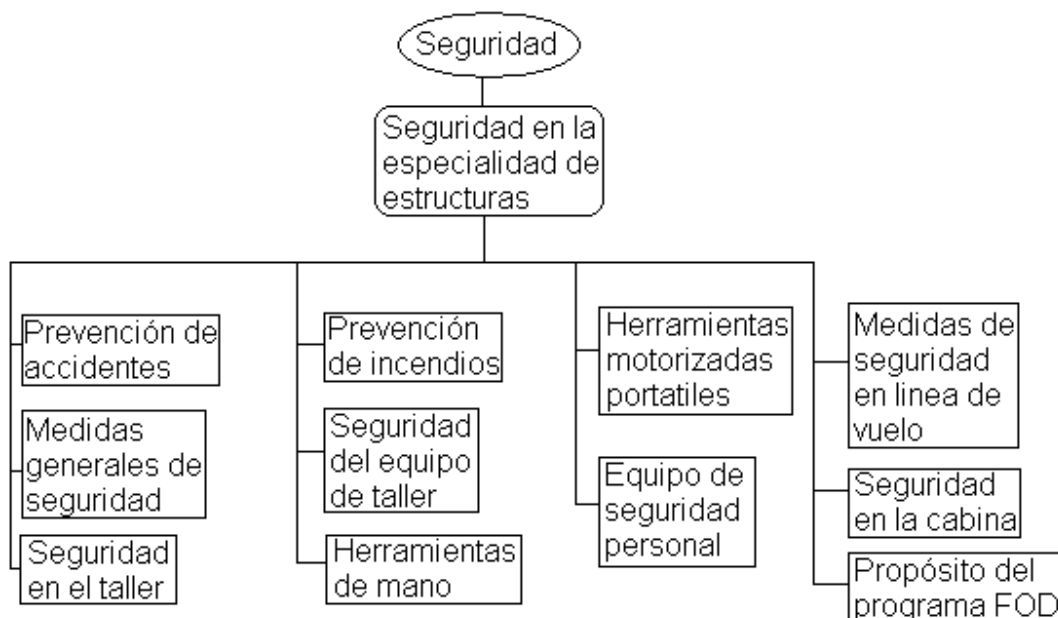 Seguridad
Seguridad en la
especialidad de
estructuras
Prevención de
accidentes
Medidas
generales de
seguridad
Seguridad
en el taller
Prevención
de incendios
Seguridad
del equipo
de taller
Herramientas
de mano
Herramientas
motorizadas
portatiles
Equipo de
seguridad
personal
Medidas de
seguridad
en linea de
vuelo
Seguridad
en la cabina
Propósito del
programa FOD